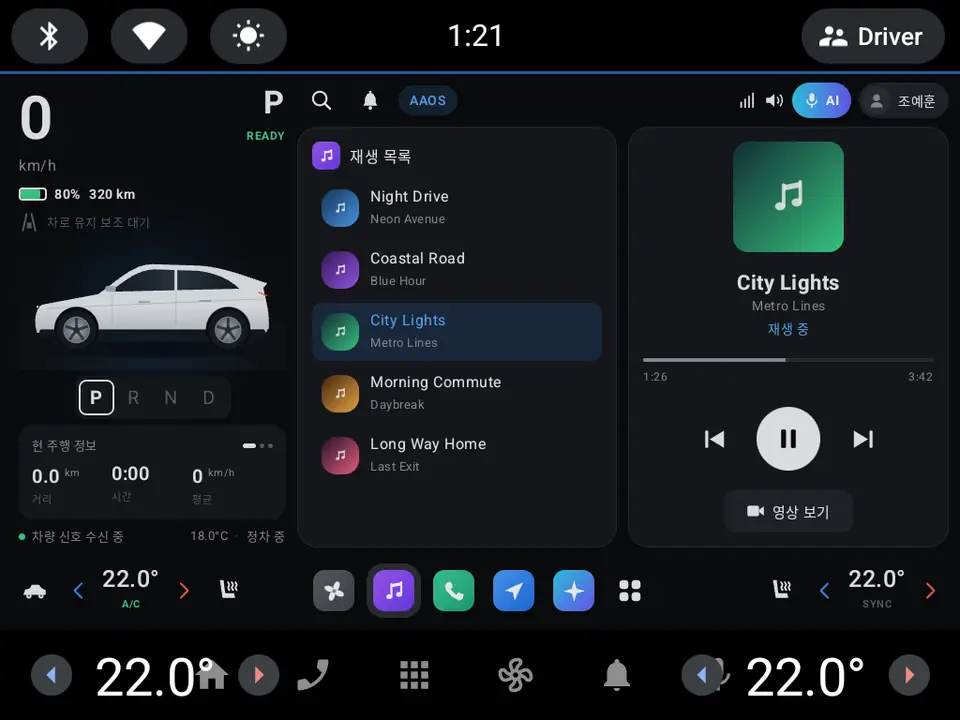 1:21
Driver
0
P
READY
km/h
80% 320 km
차로 유지 보조 대기
P R N D
현 주행 정보
0.0 km
거리
0:00
시간
0 km/h
평균
차량 신호 수신 중
18.0°C · 정차 중
AAOS
AI
조예훈
재생 목록
Night Drive
Neon Avenue
Coastal Road
Blue Hour
City Lights
Metro Lines
Morning Commute
Daybreak
Long Way Home
Last Exit
City Lights
Metro Lines
재생 중
1:26
3:42
영상 보기
22.0°
A/C
22.0°
SYNC
22.0°
22.0°